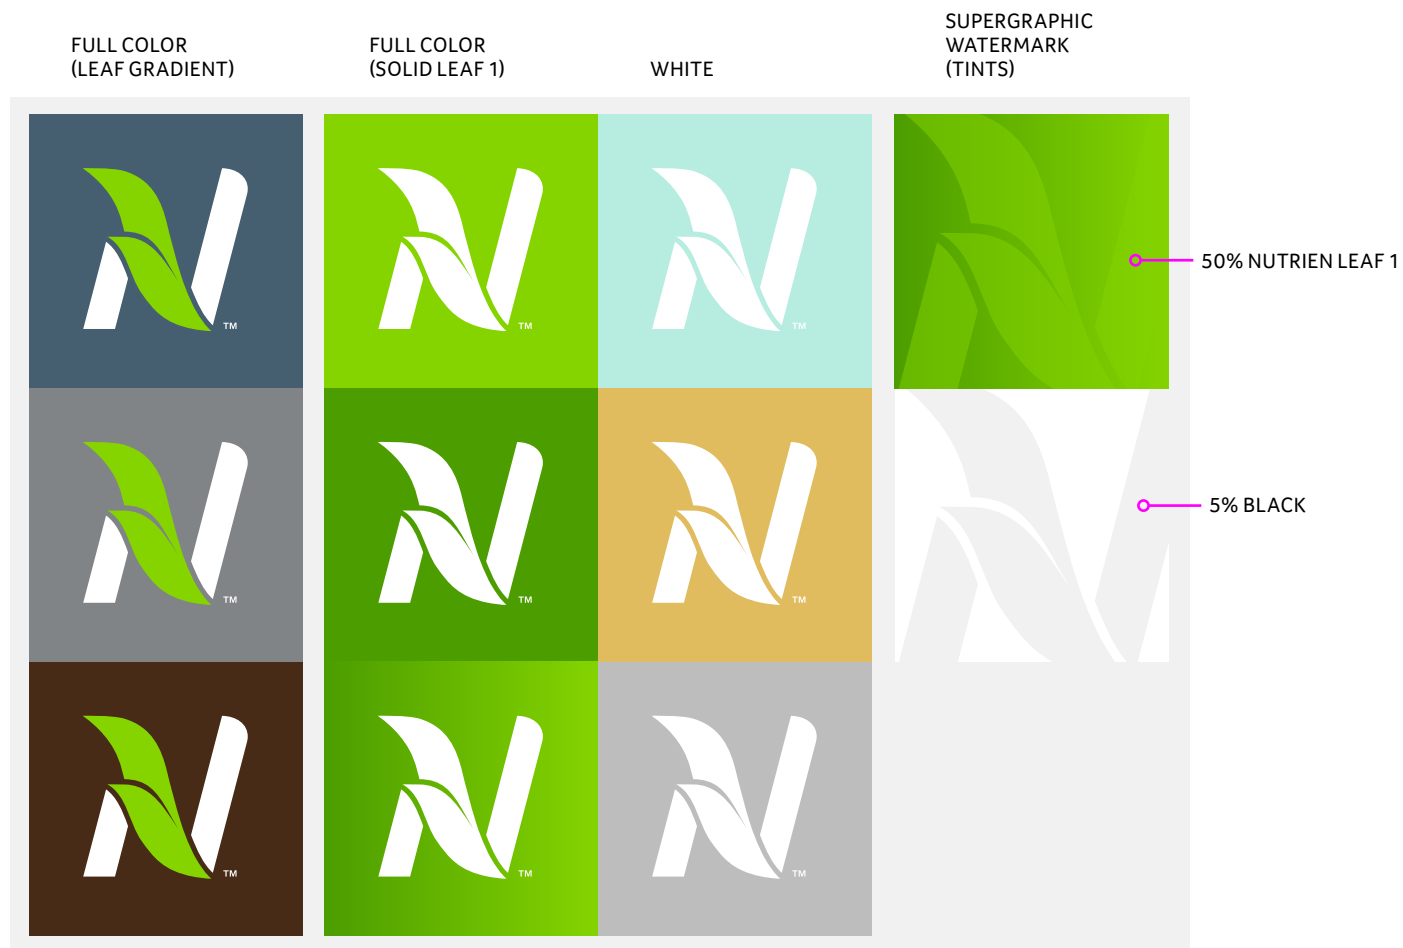 FULL COLOR
(LEAF GRADIENT)
FULL COLOR
(SOLID LEAF 1)
WHITE
SUPERGRAPHIC
WATERMARK
(TINTS)
TM
TM
TM
50% NUTRIEN LEAF 1
TM
TM
TM
5% BLACK
TM
TM
TM